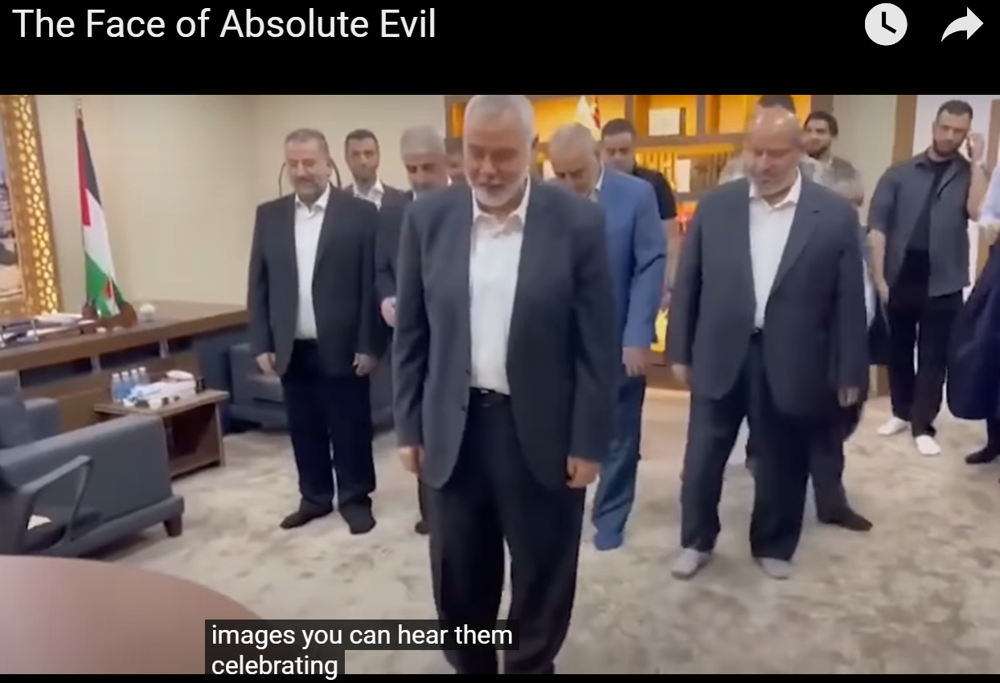 The Face of Absolute Evil
images you can hear them
celebrating